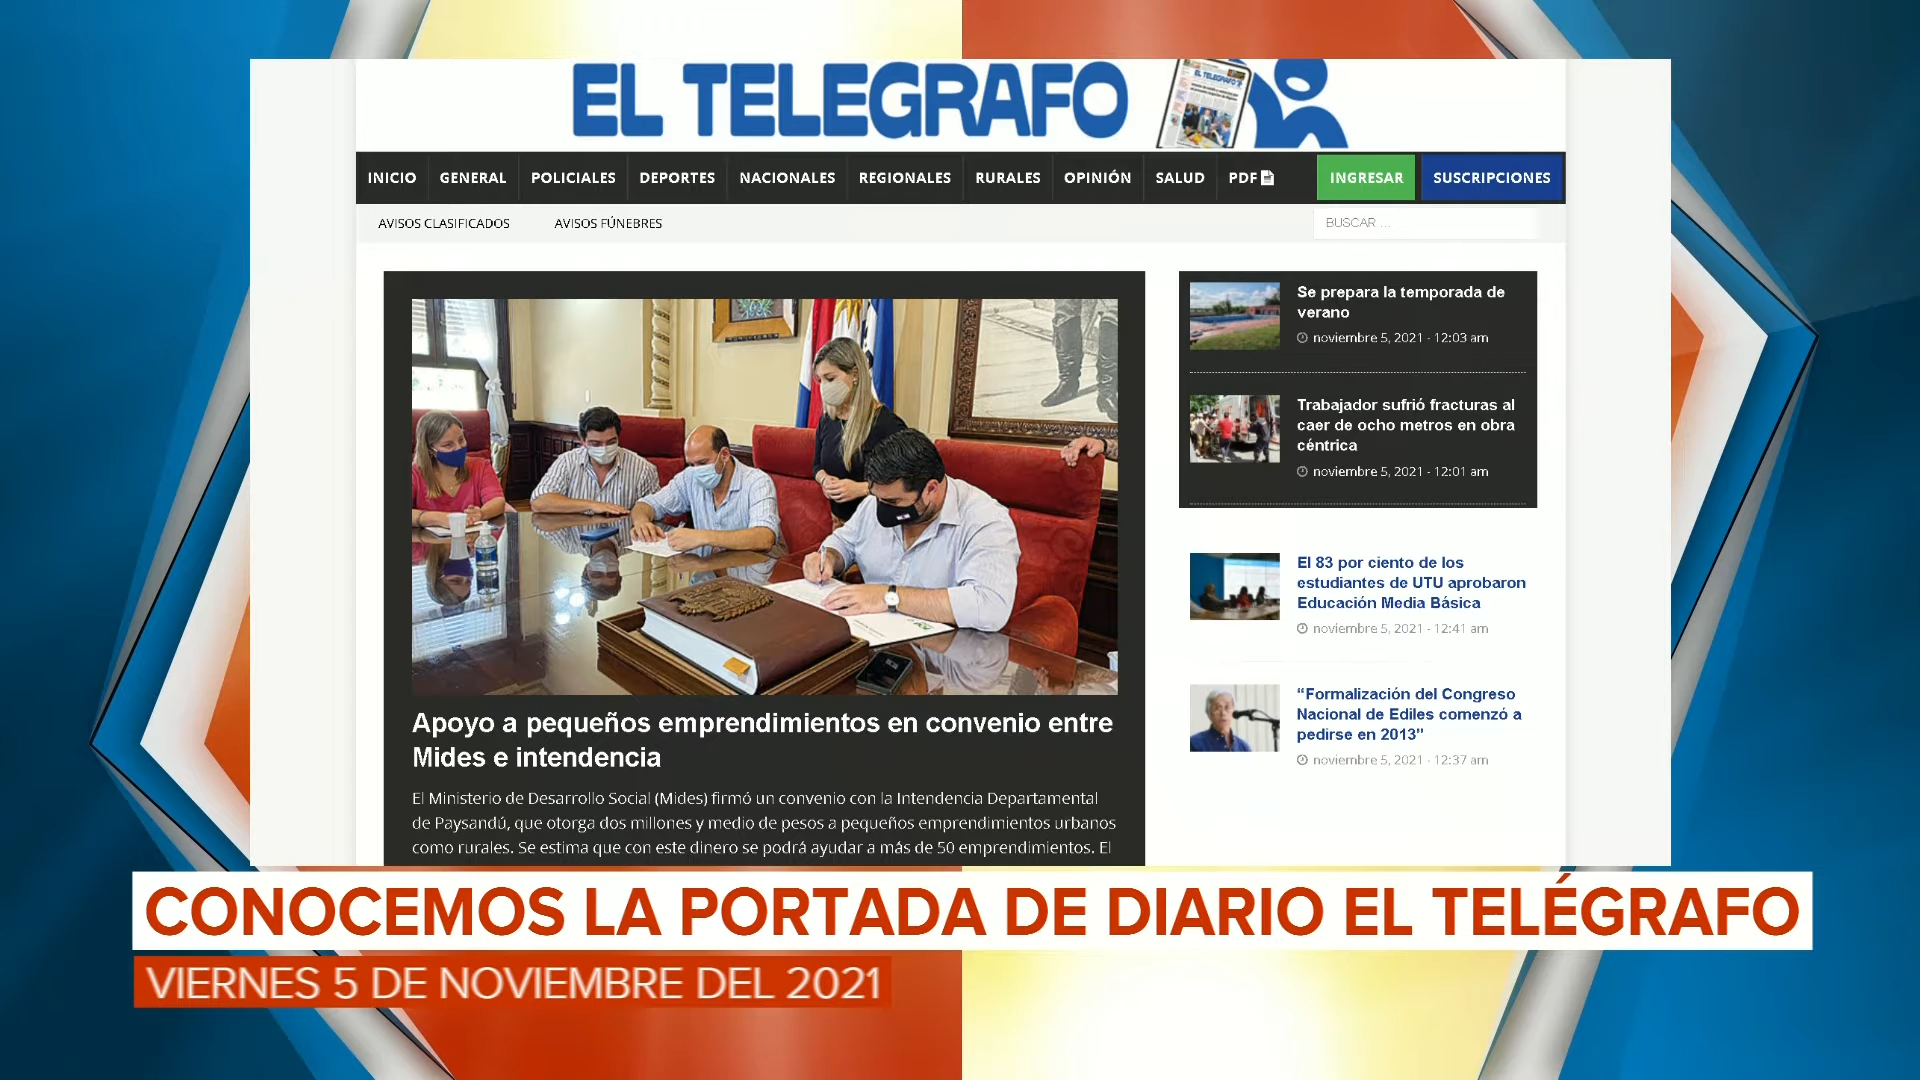 EL TELEGRAFO
EL TELEGRAFO
INICIO GENERAL POLICIALES DEPORTES NACIONALES REGIONALES RURALES OPINIÓN SALUD PDF INGRESAR SUSCRIPCIONES
AVISOS CLASIFICADOS AVISOS FÚNEBRES BUSCAR ...
Apoyo a pequeños emprendimientos en convenio entre
Mides e intendencia
El Ministerio de Desarrollo Social (Mides) firmó un convenio con la Intendencia Departamental
de Paysandú, que otorga dos millones y medio de pesos a pequeños emprendimientos urbanos
como rurales. Se estima que con este dinero se podrá ayudar a más de 50 emprendimientos. El
Se prepara la temporada de
verano
noviembre 5, 2021 - 12:03 am
Trabajador sufrió fracturas al
caer de ocho metros en obra
céntrica
noviembre 5, 2021 - 12:01 am
El 83 por ciento de los
estudiantes de UTU aprobaron
Educación Media Básica
noviembre 5, 2021 - 12:41 am
“Formalización del Congreso
Nacional de Ediles comenzó a
pedirse en 2013”
noviembre 5, 2021 - 12:37 am
CONOCEMOS LA PORTADA DE DIARIO EL TELÉGRAFO
VIERNES 5 DE NOVIEMBRE DEL 2021